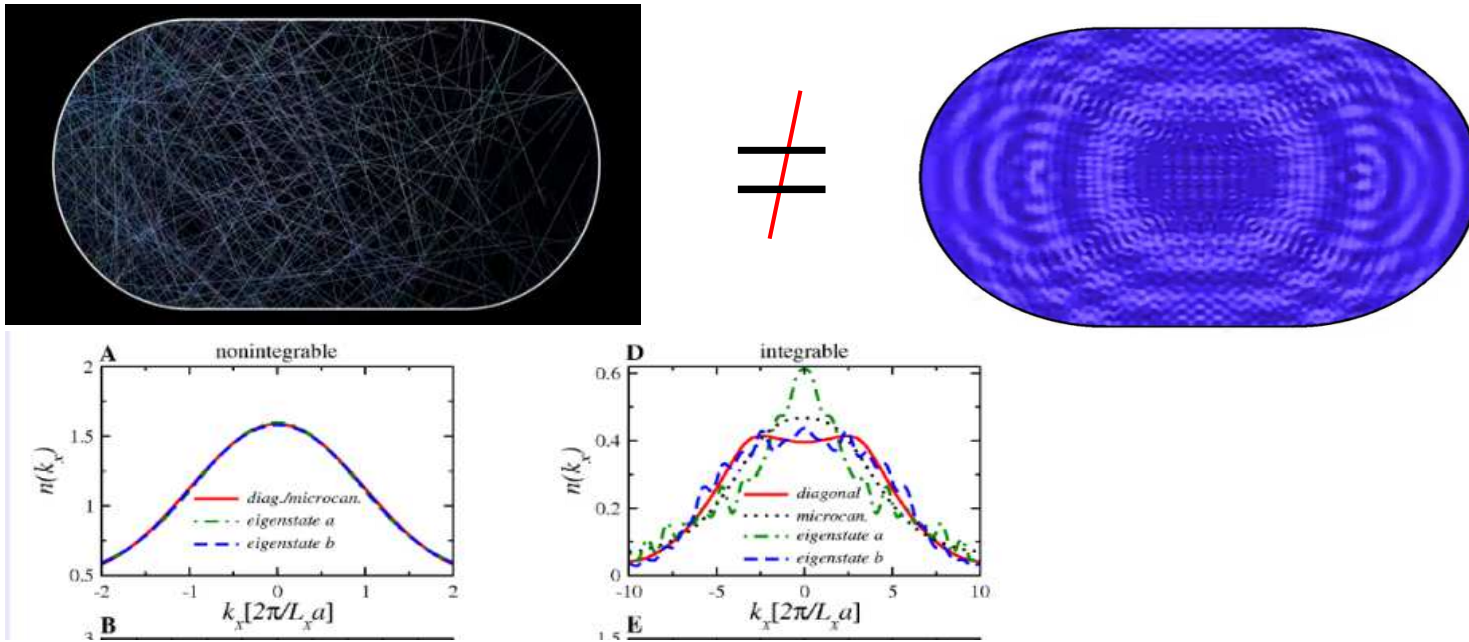 A
nonintegrable
2
1.5
1
0.5
n(kₓ)
diag./microcan.
eigenstate a
eigenstate b
-2
-1
0
1
2
kₓ[2π/Lₓa]
D
integrable
0.6
0.4
0.2
0
n(kₓ)
diagonal
microcan.
eigenstate a
eigenstate b
-10
-5
0
5
10
kₓ[2π/Lₓa]
B
3
E
1.5